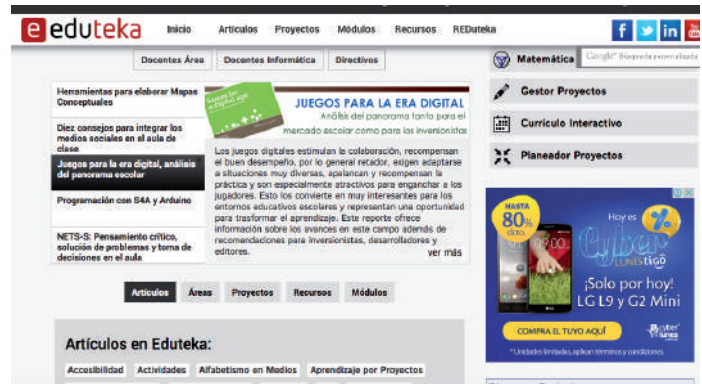 eduteka
Inicio
Artículos
Proyectos
Módulos
Recursos
REDuteka
Docentes Área
Docentes Informática
Directivos
Herramientas para elaborar Mapas
Conceptuales
Diez consejos para integrar los
medios sociales en el aula de
clase
Juegos para la era digital, análisis
del panorama escolar
Programación con S4A y Arduino
NETS-S: Pensamiento crítico,
solución de problemas y toma de
decisiones en el aula
JUEGOS PARA LA ERA DIGITAL
Análisis del panorama tanto para el
mercado escolar como para los inversionistas
Los juegos digitales estimulan la colaboración, recompensan
el buen desempeño, por lo general retador, exigen adaptarse
a situaciones muy diversas, apalancan y recompensan la
práctica y son especialmente atractivos para enganchar a los
jugadores. Esto los convierte en muy interesantes para los
entornos educativos escolares y representan una oportunidad
para trasformar el aprendizaje. Este reporte ofrece
información sobre los avances en este campo además de
recomendaciones para inversionistas, desarrolladores y
editores.
ver más
Matemática
Google Búsqueda personalizada
Gestor Proyectos
Currículo Interactivo
Planeador Proyectos
HASTA
80%
dcto.
Hoy es
Cyber
LUNES tigo
¡Solo por hoy!
LG L9 y G2 Mini
COMPRA EL TUYO AQUÍ
cyber
lunes
*Unidades limitadas, aplican términos y condiciones.
Artículos
Áreas
Proyectos
Recursos
Módulos
Artículos en Eduteka:
Accesibilidad
Actividades
Alfabetismo en Medios
Aprendizaje por Proyectos